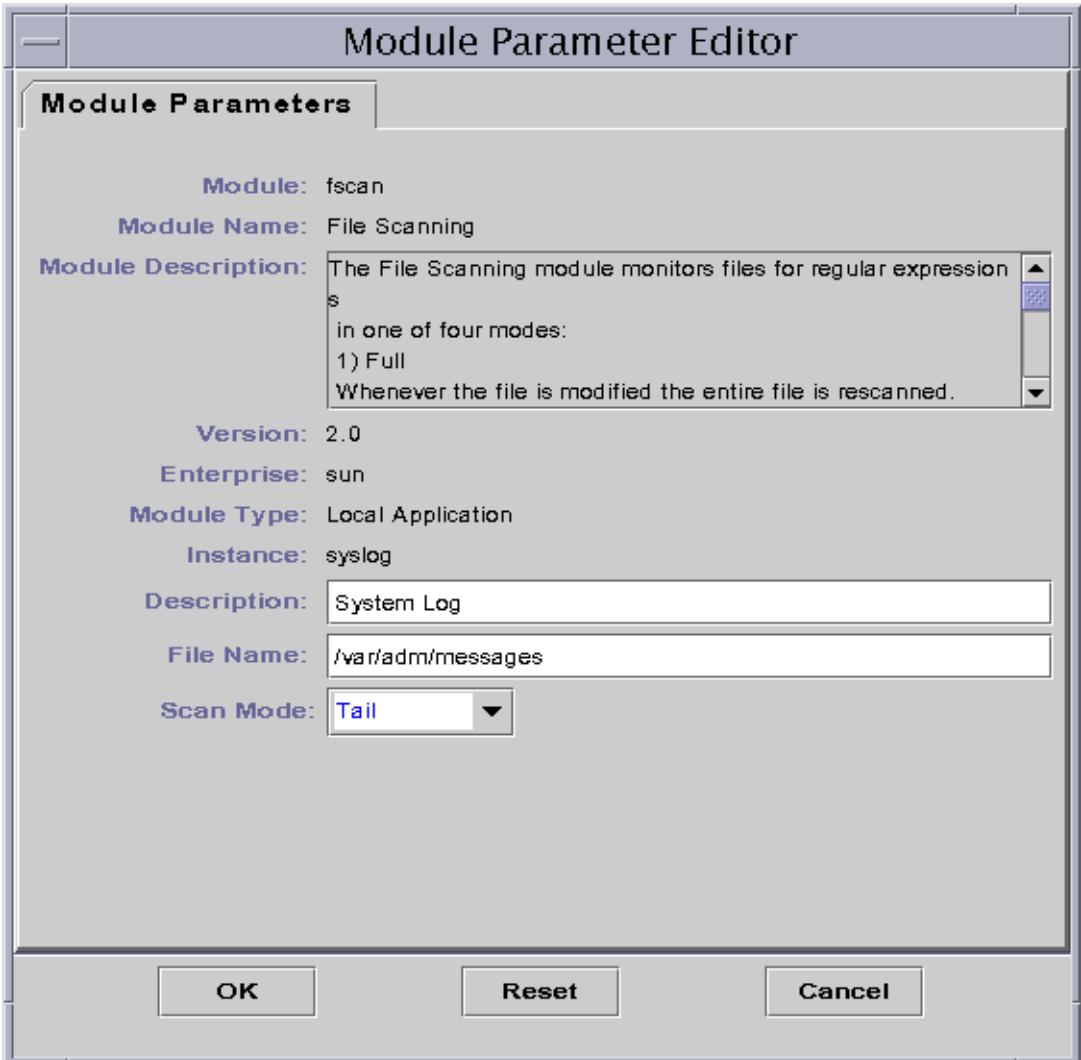 Module Parameter Editor
Module Parameters
Module: fscan
Module Name: File Scanning
Module Description: The File Scanning module monitors files for regular expression
s
in one of four modes:
1) Full
Whenever the file is modified the entire file is rescanned.
Version: 2.0
Enterprise: sun
Module Type: Local Application
Instance: syslog
Description: System Log
File Name: /var/adm/messages
Scan Mode: Tail
OK Reset Cancel